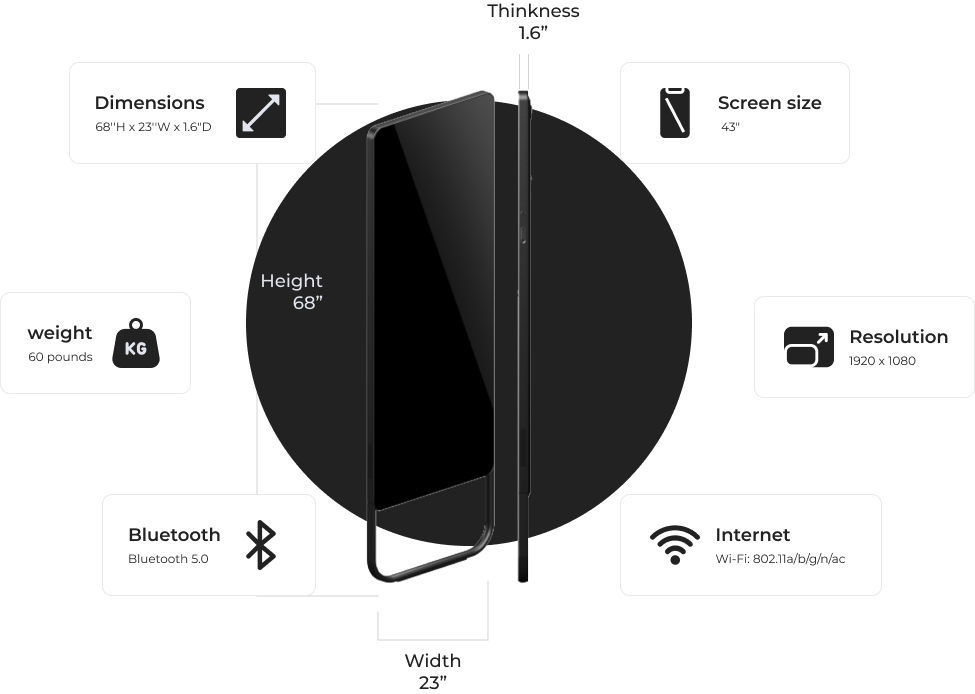 Thinkness
1.6”
Dimensions
68''H x 23''W x 1.6"D
Screen size
43"
Height
68”
weight
60 pounds
KG
Resolution
1920 x 1080
Bluetooth
Bluetooth 5.0
Internet
Wi-Fi: 802.11a/b/g/n/ac
Width
23”